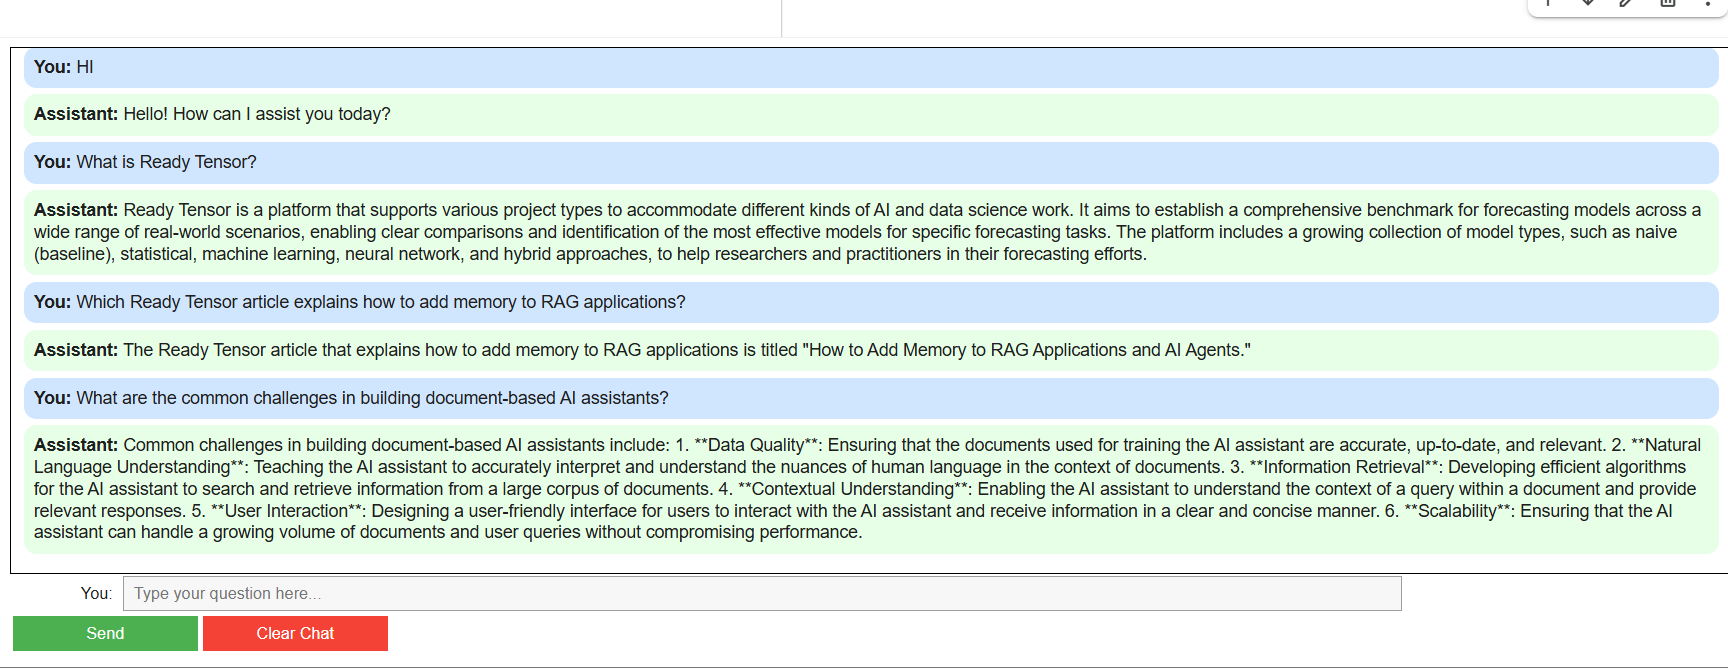 You: HI
Assistant: Hello! How can I assist you today?
You: What is Ready Tensor?
Assistant: Ready Tensor is a platform that supports various project types to accommodate different kinds of AI and data science work. It aims to establish a comprehensive benchmark for forecasting models across a
wide range of real-world scenarios, enabling clear comparisons and identification of the most effective models for specific forecasting tasks. The platform includes a growing collection of model types, such as naive
(baseline), statistical, machine learning, neural network, and hybrid approaches, to help researchers and practitioners in their forecasting efforts.
You: Which Ready Tensor article explains how to add memory to RAG applications?
Assistant: The Ready Tensor article that explains how to add memory to RAG applications is titled "How to Add Memory to RAG Applications and AI Agents."
You: What are the common challenges in building document-based AI assistants?
Assistant: Common challenges in building document-based AI assistants include: 1. **Data Quality**: Ensuring that the documents used for training the AI assistant are accurate, up-to-date, and relevant. 2. **Natural
Language Understanding**: Teaching the AI assistant to accurately interpret and understand the nuances of human language in the context of documents. 3. **Information Retrieval**: Developing efficient algorithms
for the AI assistant to search and retrieve information from a large corpus of documents. 4. **Contextual Understanding**: Enabling the AI assistant to understand the context of a query within a document and provide
relevant responses. 5. **User Interaction**: Designing a user-friendly interface for users to interact with the AI assistant and receive information in a clear and concise manner. 6. **Scalability**: Ensuring that the AI
assistant can handle a growing volume of documents and user queries without compromising performance.
You: Type your question here...
Send Clear Chat